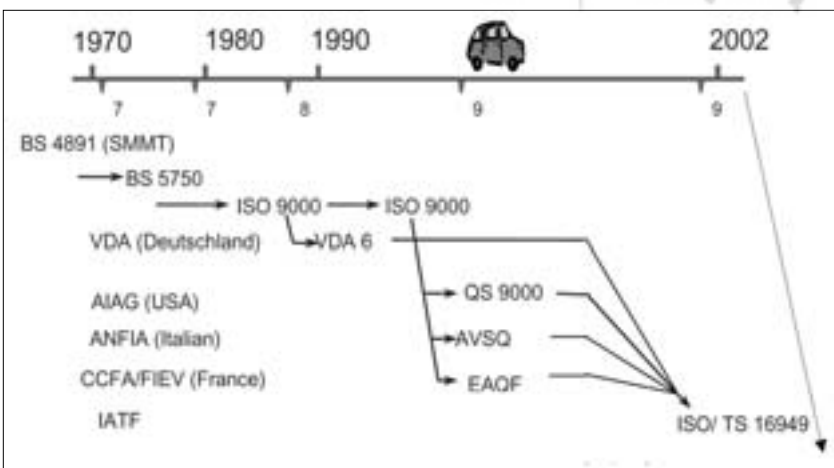 1970 1980 1990 2002
7 7 8 9 9
BS 4891 (SMMT)
BS 5750
ISO 9000 ISO 9000
VDA (Deutschland) VDA 6
AIAG (USA) QS 9000
ANFIA (Italian) AVSQ
CCFA/FIEV (France) EAQF
IATF ISO/ TS 16949